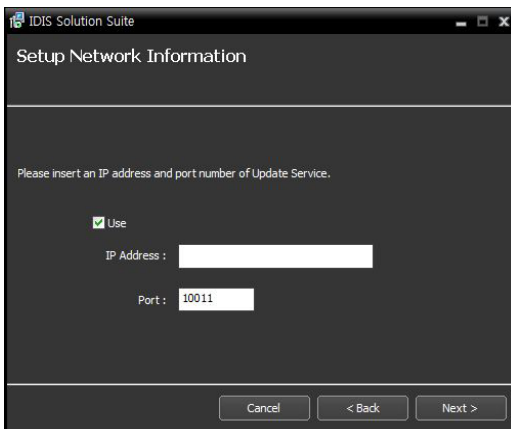 IDIS Solution Suite
Setup Network Information
Please insert an IP address and port number of Update Service.
Use
IP Address :
Port : 10011
Cancel < Back Next >